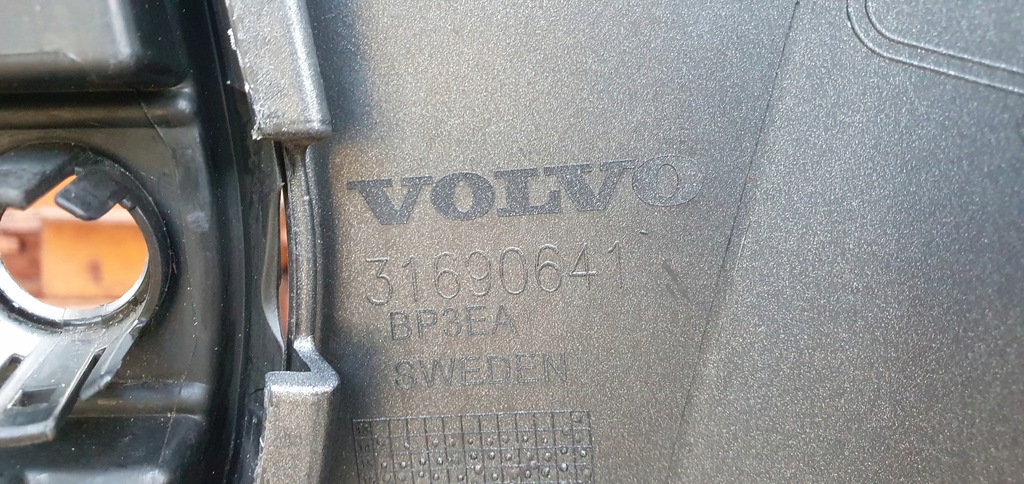 VOLVO
31690641
BP3EA
SWEDEN